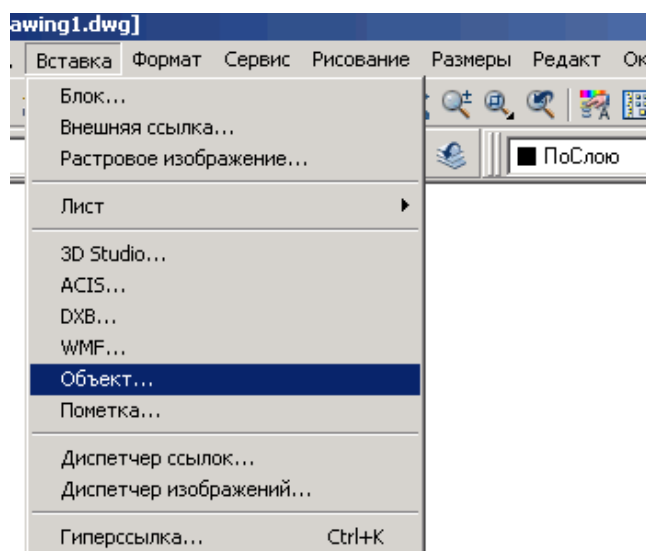 awing1.dwg]
Вставка Формат Сервис Рисование Размеры Редакт Ок
Блок...
Внешняя ссылка...
Растровое изображение...
ПоСлою
Лист
3D Studio...
ACIS...
DXB...
WMF...
Объект...
Пометка...
Диспетчер ссылок...
Диспетчер изображений...
Гиперссылка... Ctrl+K